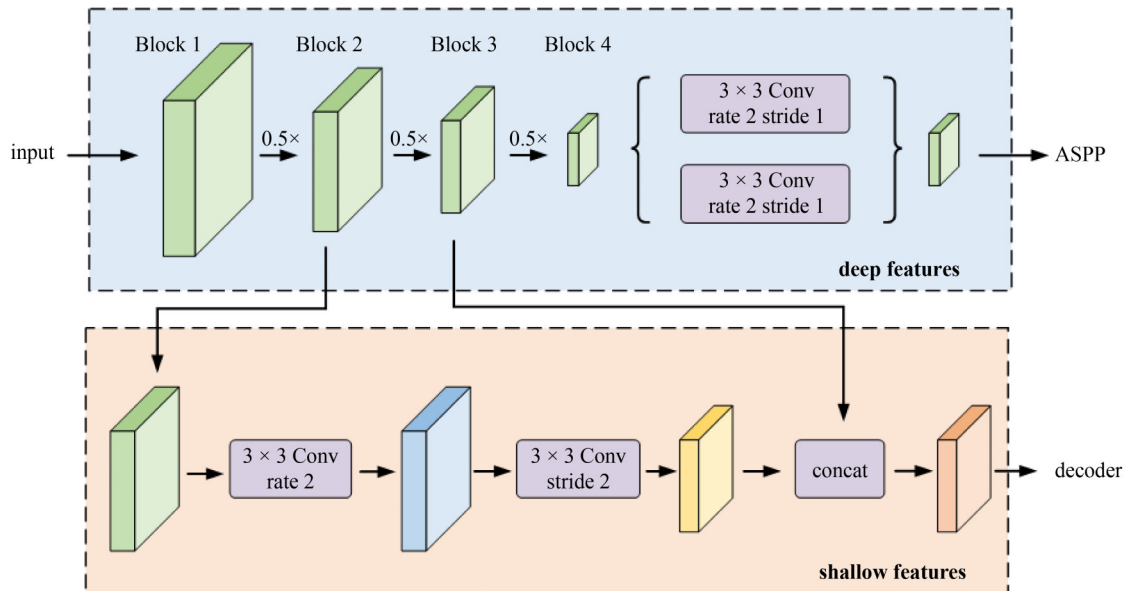 Block 1
Block 2
Block 3
Block 4
input
0.5×
0.5×
0.5×
3 × 3 Conv
rate 2 stride 1
3 × 3 Conv
rate 2 stride 1
ASPP
deep features
3 × 3 Conv
rate 2
3 × 3 Conv
stride 2
concat
decoder
shallow features